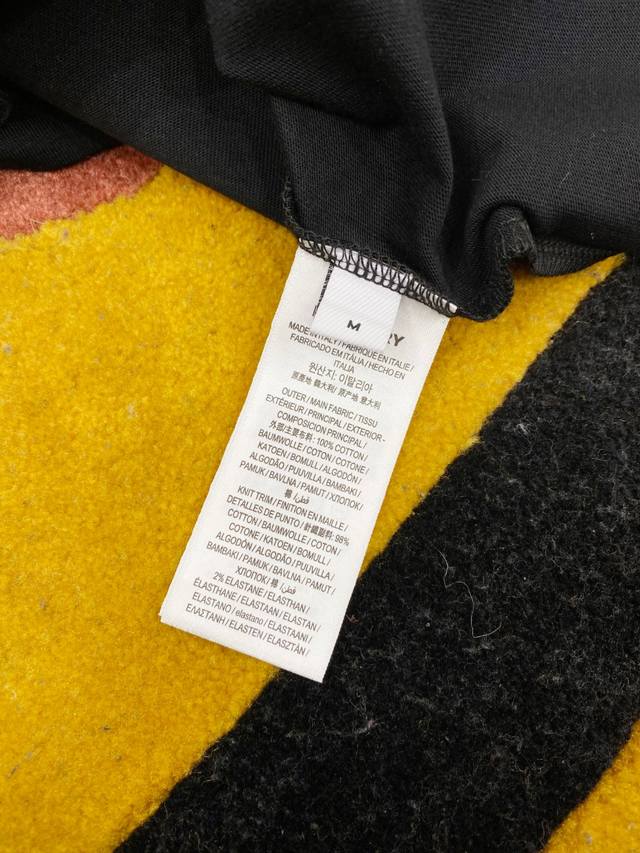 M
RY
MADE IN ITALY / FABRIQUE EN ITALIE /
FABRICADO EM ITÁLIA / HECHO EN
ITALIA
원산지: 이탈리아
原產地 義大利 / 原产地 意大利
OUTER / MAIN FABRIC / TISSU
EXTÉRIEUR / PRINCIPAL / EXTERIOR -
COMPOSICION PRINCIPAL /
外部/主要布料: 100% COTTON /
BAUMWOLLE / COTON / COTONE /
KATOEN / BOMULL / ALGODÓN /
ALGODÃO / PUUVILLA / BAMBAKI /
PAMUK / BAVLNA / PAMUT / ХЛОПОК /
棉 / قطن
KNIT TRIM / FINITION EN MAILLE /
DETALLES DE PUNTO / 針織副料: 98%
COTTON / BAUMWOLLE / COTON /
COTONE / KATOEN / BOMULL /
ALGODÓN / ALGODÃO / PUUVILLA /
BAMBAKI / PAMUK / BAVLNA / PAMUT /
ХЛОПОК / 棉 / قطن
2% ELASTANE / ELASTHAN /
ÉLASTHANE / ELASTAAN / ELASTAN /
ELASTANO / elastano / ELASTAANI /
ΕΛΑΣΤΑΝΗ / ELASTEN / ELASZTÁN /